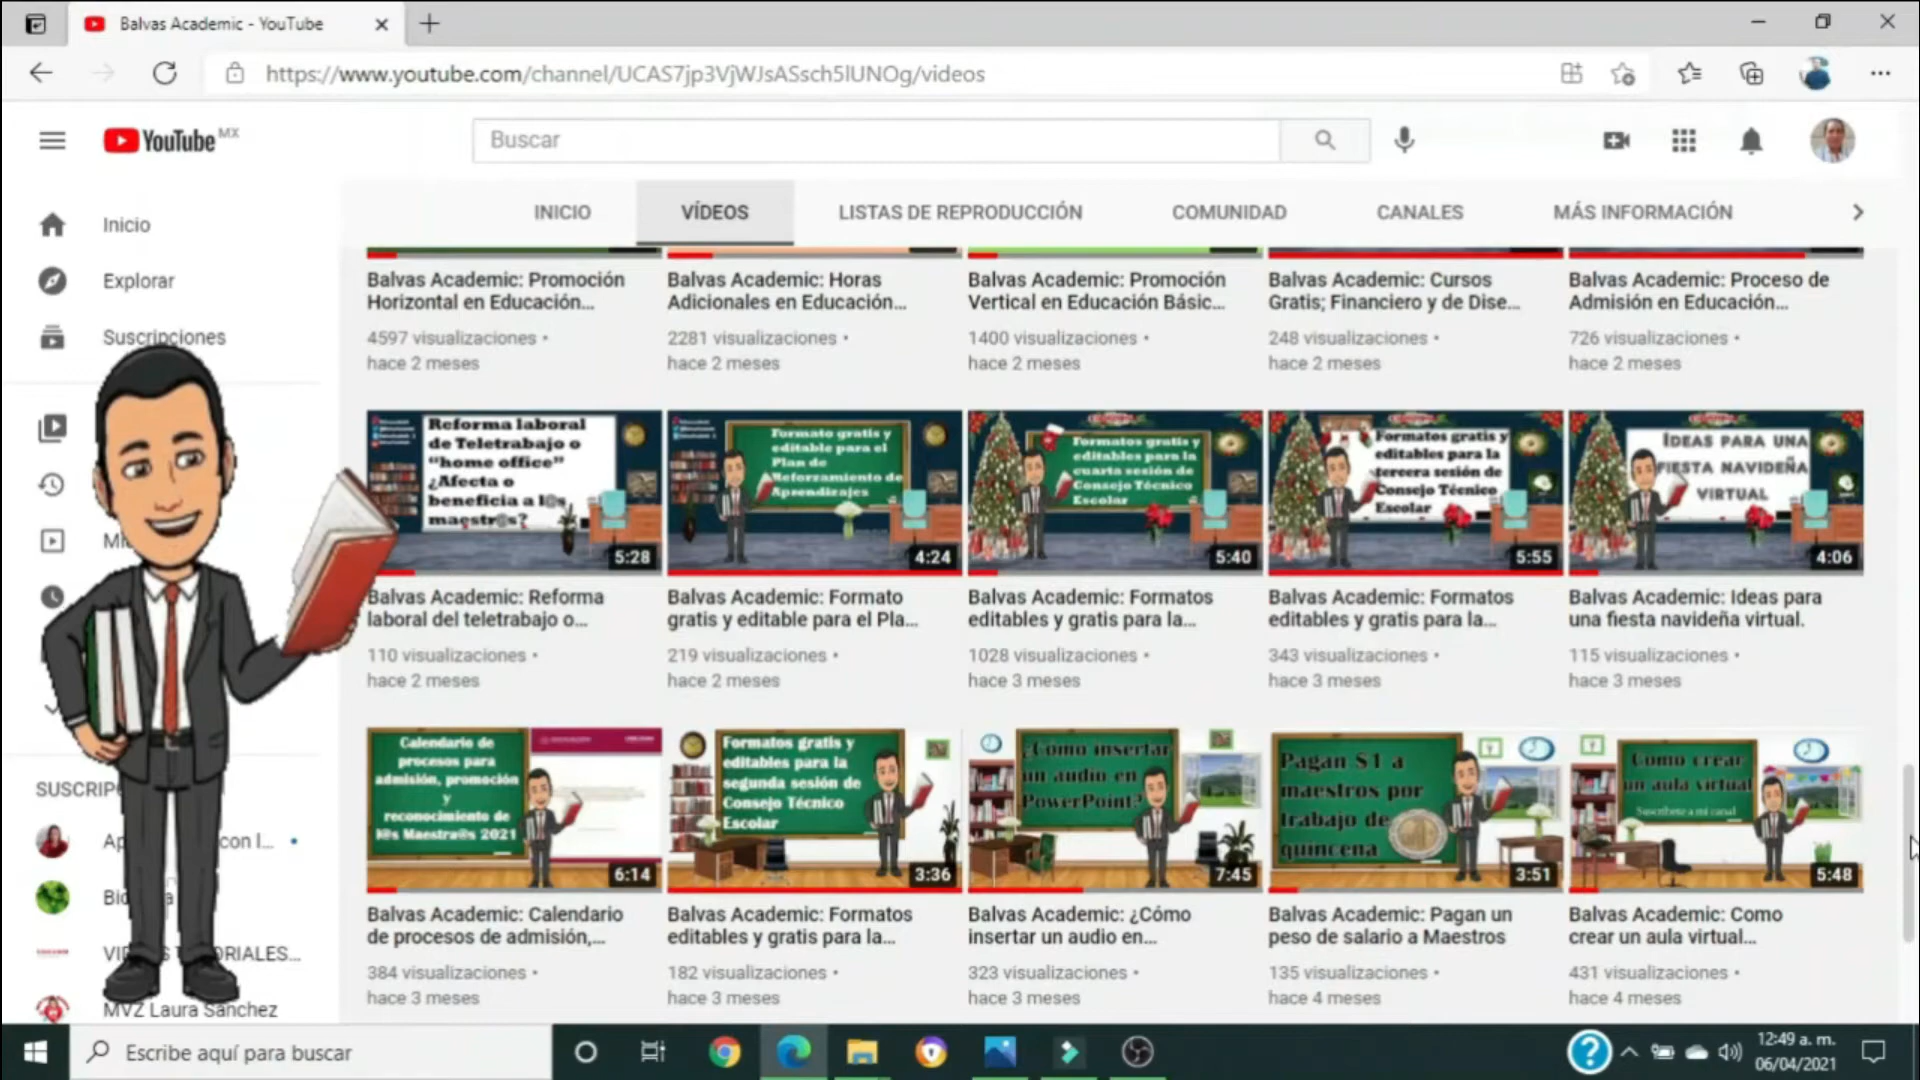 Balvas Academic - YouTube
https://www.youtube.com/channel/UCAS7jp3VjWJsASsch5lUNOg/videos
YouTube MX
Buscar
INICIO VÍDEOS LISTAS DE REPRODUCCIÓN COMUNIDAD CANALES MÁS INFORMACIÓN
Inicio
Explorar
Suscripciones
SUSCRIP
con l...
RIALES...
MVZ Laura Sánchez
Balvas Academic: Promoción
Horizontal en Educación...
4597 visualizaciones •
hace 2 meses
Balvas Academic: Horas
Adicionales en Educación...
2281 visualizaciones •
hace 2 meses
Balvas Academic: Promoción
Vertical en Educación Básic...
1400 visualizaciones •
hace 2 meses
Balvas Academic: Cursos
Gratis; Financiero y de Dise...
248 visualizaciones •
hace 2 meses
Balvas Academic: Proceso de
Admisión en Educación...
726 visualizaciones •
hace 2 meses
Reforma laboral
de Teletrabajo o
“home office”
¿Afecta o
beneficia a l@s
maestr@s?
5:28
Balvas Academic: Reforma
laboral del teletrabajo o...
110 visualizaciones •
hace 2 meses
Formato gratis y
editable para el
Plan de
Reforzamiento de
Aprendizajes
4:24
Balvas Academic: Formato
gratis y editable para el Pla...
219 visualizaciones •
hace 2 meses
Formatos gratis y
editables para la
cuarta sesión de
Consejo Técnico
Escolar
5:40
Balvas Academic: Formatos
editables y gratis para la...
1028 visualizaciones •
hace 3 meses
Formatos gratis y
editables para la
tercera sesión de
Consejo Técnico
Escolar
5:55
Balvas Academic: Formatos
editables y gratis para la...
343 visualizaciones •
hace 3 meses
IDEAS PARA UNA
FIESTA NAVIDEÑA
VIRTUAL
4:06
Balvas Academic: Ideas para
una fiesta navideña virtual.
115 visualizaciones •
hace 3 meses
Calendario de
procesos para
admisión, promoción
y
reconocimiento de
l@s Maestr@s 2021
6:14
Balvas Academic: Calendario
de procesos de admisión,...
384 visualizaciones •
hace 3 meses
Formatos gratis y
editables para la
segunda sesión de
Consejo Técnico
Escolar
3:36
Balvas Academic: Formatos
editables y gratis para la...
182 visualizaciones •
hace 3 meses
¿Cómo insertar
un audio en
PowerPoint?
7:45
Balvas Academic: ¿Cómo
insertar un audio en...
323 visualizaciones •
hace 3 meses
Pagan $1 a
maestros por
trabajo de
quincena
3:51
Balvas Academic: Pagan un
peso de salario a Maestros
135 visualizaciones •
hace 4 meses
Como crear
un aula virtual
Suscríbete a mi canal
5:48
Balvas Academic: Como
crear un aula virtual...
431 visualizaciones •
hace 4 meses
Escribe aquí para buscar
12:49 a. m.
06/04/2021